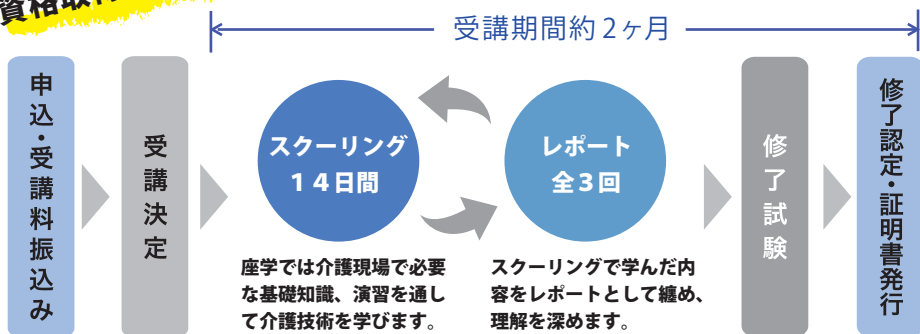 資格取得
受講期間約2ヶ月
申込・受講料振込み
受講決定
スクーリング
14日間
レポート
全3回
修了試験
修了認定・証明書発行
座学では介護現場で必要
な基礎知識、演習を通し
て介護技術を学びます。
スクーリングで学んだ内
容をレポートとして纏め、
理解を深めます。